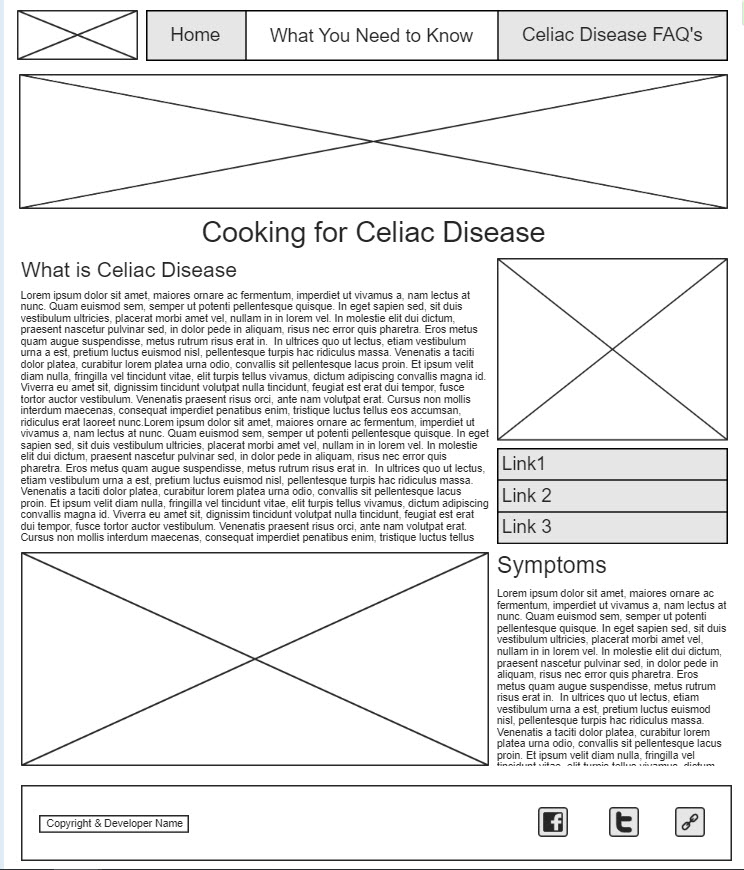 Home
What You Need to Know
Celiac Disease FAQ's
Cooking for Celiac Disease
What is Celiac Disease
Lorem ipsum dolor sit amet, maiores ornare ac fermentum, imperdiet ut vivamus a, nam lectus at
nunc. Quam euismod sem, semper ut potenti pellentesque quisque. In eget sapien sed, sit duis
vestibulum ultricies, placerat morbi amet vel, nullam in in lorem vel. In molestie elit dui dictum,
praesent nascetur pulvinar sed, in dolor pede in aliquam, risus nec error quis pharetra. Eros metus
quam augue suspendisse, metus rutrum risus erat in.  In ultrices quo ut lectus, etiam vestibulum
urna a est, pretium luctus euismod nisl, pellentesque turpis hac ridiculus massa. Venenatis a taciti
dolor platea, curabitur lorem platea urna odio, convallis sit pellentesque lacus proin. Et ipsum velit
diam nulla, fringilla vel tincidunt vitae, elit turpis tellus vivamus, dictum adipiscing convallis magna id.
Viverra eu amet sit, dignissim tincidunt volutpat nulla tincidunt, feugiat est erat dui tempor, fusce
tortor auctor vestibulum. Venenatis praesent risus orci, ante nam volutpat erat. Cursus non mollis
interdum maecenas, consequat imperdiet penatibus enim, tristique luctus tellus eos accumsan,
ridiculus erat laoreet nunc.Lorem ipsum dolor sit amet, maiores ornare ac fermentum, imperdiet ut
vivamus a, nam lectus at nunc. Quam euismod sem, semper ut potenti pellentesque quisque. In eget
sapien sed, sit duis vestibulum ultricies, placerat morbi amet vel, nullam in in lorem vel. In molestie
elit dui dictum, praesent nascetur pulvinar sed, in dolor pede in aliquam, risus nec error quis
pharetra. Eros metus quam augue suspendisse, metus rutrum risus erat in.  In ultrices quo ut lectus,
etiam vestibulum urna a est, pretium luctus euismod nisl, pellentesque turpis hac ridiculus massa.
Venenatis a taciti dolor platea, curabitur lorem platea urna odio, convallis sit pellentesque lacus
proin. Et ipsum velit diam nulla, fringilla vel tincidunt vitae, elit turpis tellus vivamus, dictum adipiscing
convallis magna id. Viverra eu amet sit, dignissim tincidunt volutpat nulla tincidunt, feugiat est erat
dui tempor, fusce tortor auctor vestibulum. Venenatis praesent risus orci, ante nam volutpat erat.
Cursus non mollis interdum maecenas, consequat imperdiet penatibus enim, tristique luctus tellus
Link1
Link 2
Link 3
Symptoms
Lorem ipsum dolor sit amet, maiores ornare ac
fermentum, imperdiet ut vivamus a, nam lectus at
nunc. Quam euismod sem, semper ut potenti
pellentesque quisque. In eget sapien sed, sit duis
vestibulum ultricies, placerat morbi amet vel,
nullam in in lorem vel. In molestie elit dui dictum,
praesent nascetur pulvinar sed, in dolor pede in
aliquam, risus nec error quis pharetra. Eros
metus quam augue suspendisse, metus rutrum
risus erat in.  In ultrices quo ut lectus, etiam
vestibulum urna a est, pretium luctus euismod
nisl, pellentesque turpis hac ridiculus massa.
Venenatis a taciti dolor platea, curabitur lorem
platea urna odio, convallis sit pellentesque lacus
proin. Et ipsum velit diam nulla, fringilla vel
tincidunt vitae, elit turpis tellus vivamus, dictum
Copyright & Developer Name